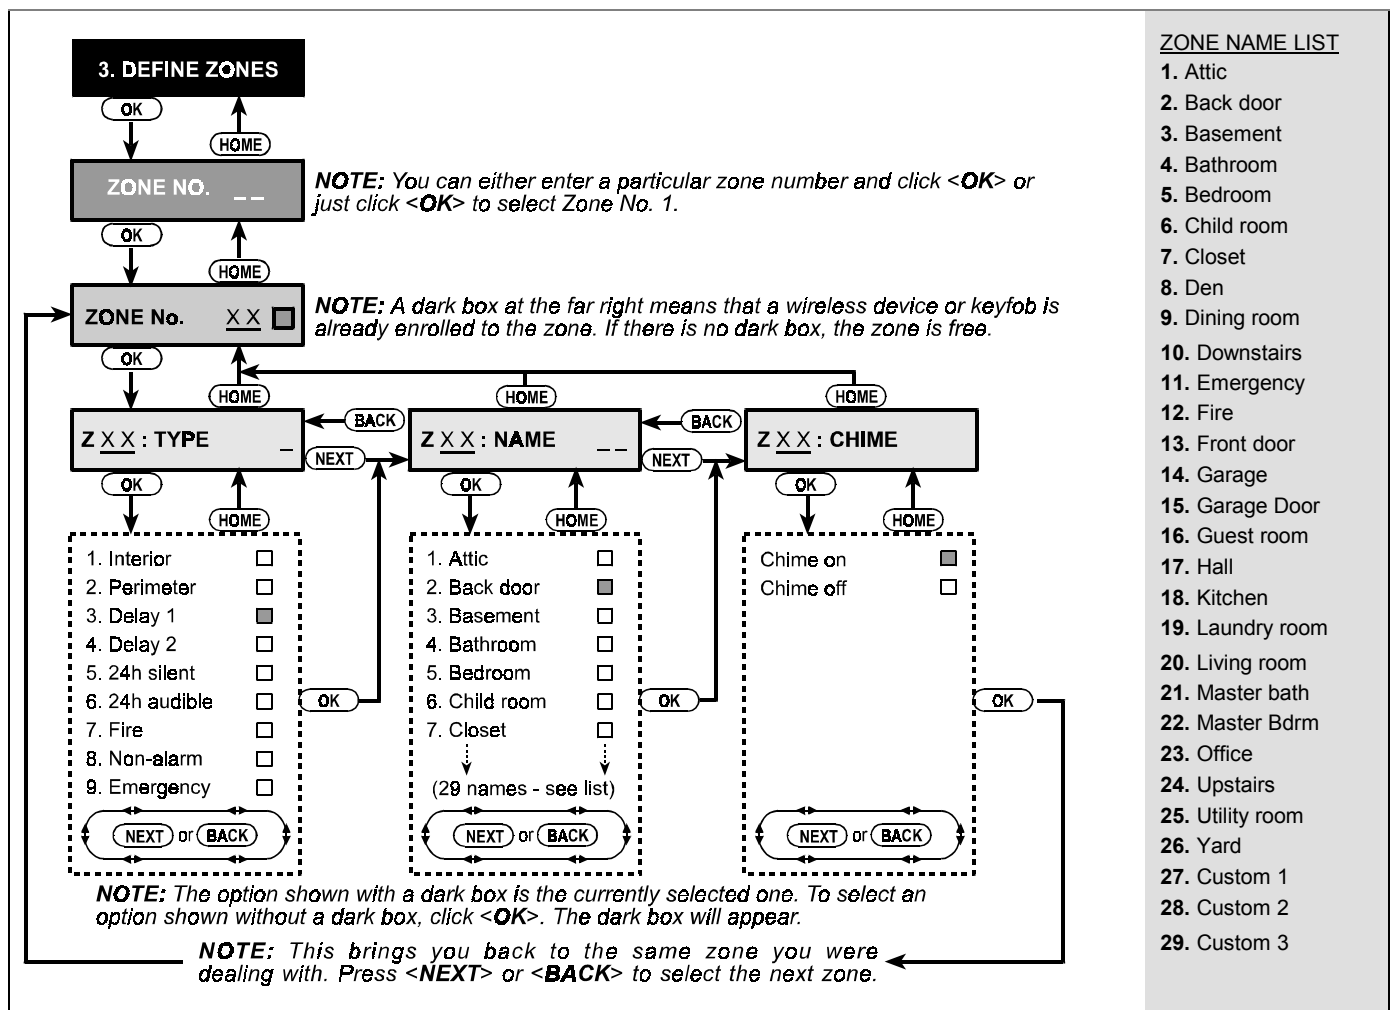 3. DEFINE ZONES
OK
HOME
ZONE NO. _ _
NOTE: You can either enter a particular zone number and click <OK> or
just click <OK> to select Zone No. 1.
OK
HOME
ZONE No. X X
NOTE: A dark box at the far right means that a wireless device or keyfob is
already enrolled to the zone. If there is no dark box, the zone is free.
OK
HOME
HOME
HOME
Z X X : TYPE _
BACK
NEXT
Z X X : NAME _ _
BACK
NEXT
Z X X : CHIME
OK
HOME
OK
HOME
OK
HOME
1. Interior
2. Perimeter
3. Delay 1
4. Delay 2
5. 24h silent
6. 24h audible
7. Fire
8. Non-alarm
9. Emergency
NEXT or BACK
OK
1. Attic
2. Back door
3. Basement
4. Bathroom
5. Bedroom
6. Child room
7. Closet
(29 names - see list)
NEXT or BACK
OK
Chime on
Chime off
NEXT or BACK
OK
NOTE: The option shown with a dark box is the currently selected one. To select an
option shown without a dark box, click <OK>. The dark box will appear.
NOTE: This brings you back to the same zone you were
dealing with. Press <NEXT> or <BACK> to select the next zone.
ZONE NAME LIST
1. Attic
2. Back door
3. Basement
4. Bathroom
5. Bedroom
6. Child room
7. Closet
8. Den
9. Dining room
10. Downstairs
11. Emergency
12. Fire
13. Front door
14. Garage
15. Garage Door
16. Guest room
17. Hall
18. Kitchen
19. Laundry room
20. Living room
21. Master bath
22. Master Bdrm
23. Office
24. Upstairs
25. Utility room
26. Yard
27. Custom 1
28. Custom 2
29. Custom 3